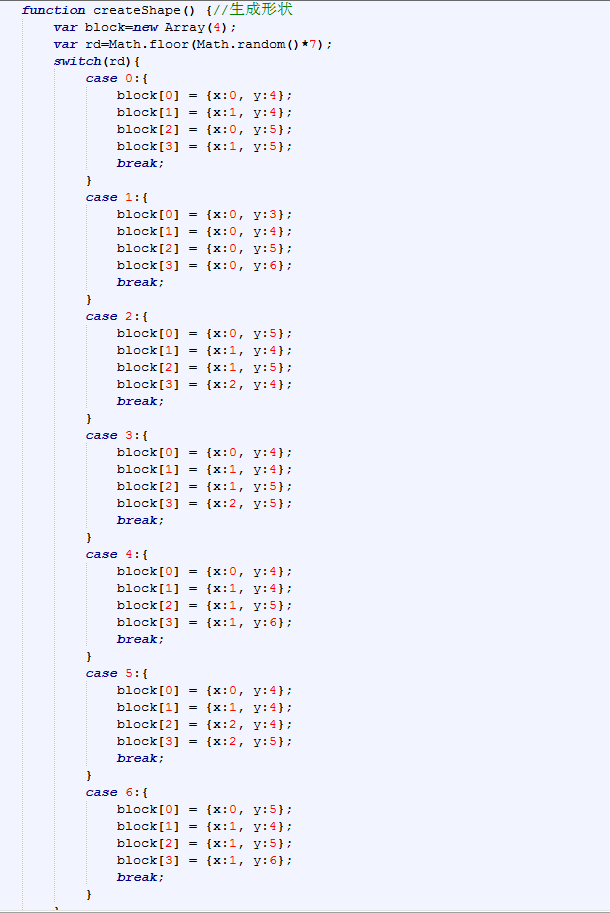 function createShape() {//生成形状
var block=new Array(4);
var rd=Math.floor(Math.random()*7);
switch(rd){
case 0:{
block[0] = {x:0, y:4};
block[1] = {x:1, y:4};
block[2] = {x:0, y:5};
block[3] = {x:1, y:5};
break;
}
case 1:{
block[0] = {x:0, y:3};
block[1] = {x:0, y:4};
block[2] = {x:0, y:5};
block[3] = {x:0, y:6};
break;
}
case 2:{
block[0] = {x:0, y:5};
block[1] = {x:1, y:4};
block[2] = {x:1, y:5};
block[3] = {x:2, y:4};
break;
}
case 3:{
block[0] = {x:0, y:4};
block[1] = {x:1, y:4};
block[2] = {x:1, y:5};
block[3] = {x:2, y:5};
break;
}
case 4:{
block[0] = {x:0, y:4};
block[1] = {x:1, y:4};
block[2] = {x:1, y:5};
block[3] = {x:1, y:6};
break;
}
case 5:{
block[0] = {x:0, y:4};
block[1] = {x:1, y:4};
block[2] = {x:2, y:4};
block[3] = {x:2, y:5};
break;
}
case 6:{
block[0] = {x:0, y:5};
block[1] = {x:1, y:4};
block[2] = {x:1, y:5};
block[3] = {x:1, y:6};
break;
}